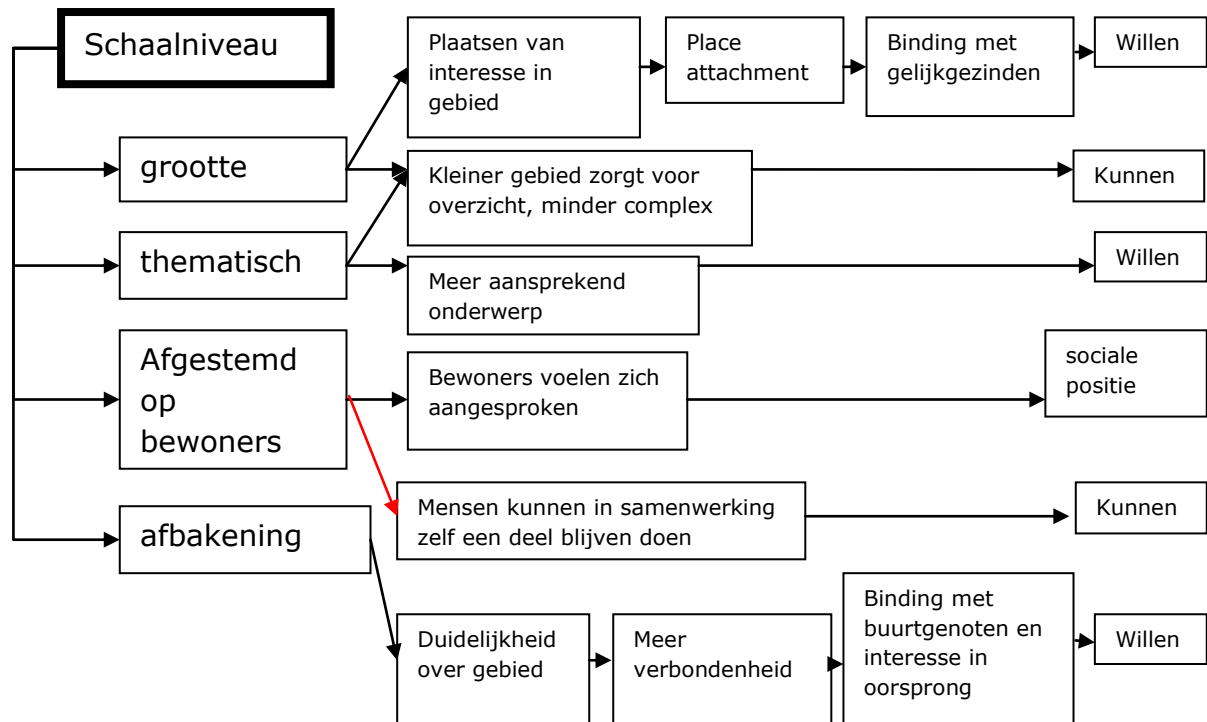 Schaalniveau
Plaatsen van
interesse in
gebied
Place
attachment
Binding met
gelijkgezinden
Willen
grootte
Kleiner gebied zorgt voor
overzicht, minder complex
Kunnen
thematisch
Meer aansprekend
onderwerp
Willen
Afgestemd
op
bewoners
Bewoners voelen zich
aangesproken
sociale
positie
Mensen kunnen in samenwerking
zelf een deel blijven doen
Kunnen
afbakening
Duidelijkheid
over gebied
Meer
verbondenheid
Binding met
buurtgenoten en
interesse in
oorsprong
Willen